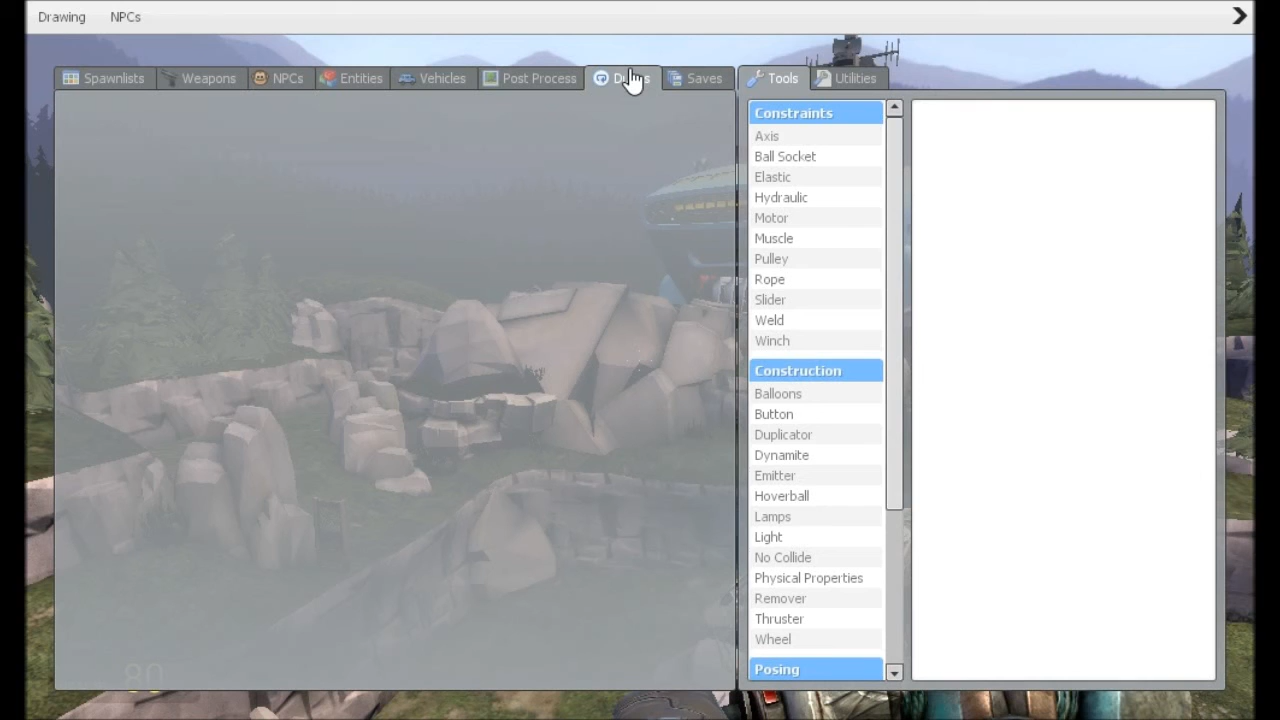 Drawing NPCs
Spawnlists Weapons NPCs Entities Vehicles Post Process Saves Tools Utilities
Constraints
Axis
Ball Socket
Elastic
Hydraulic
Motor
Muscle
Pulley
Rope
Slider
Weld
Winch
Construction
Balloons
Button
Duplicator
Dynamite
Emitter
Hoverball
Lamps
Light
No Collide
Physical Properties
Remover
Thruster
Wheel
Posing
80